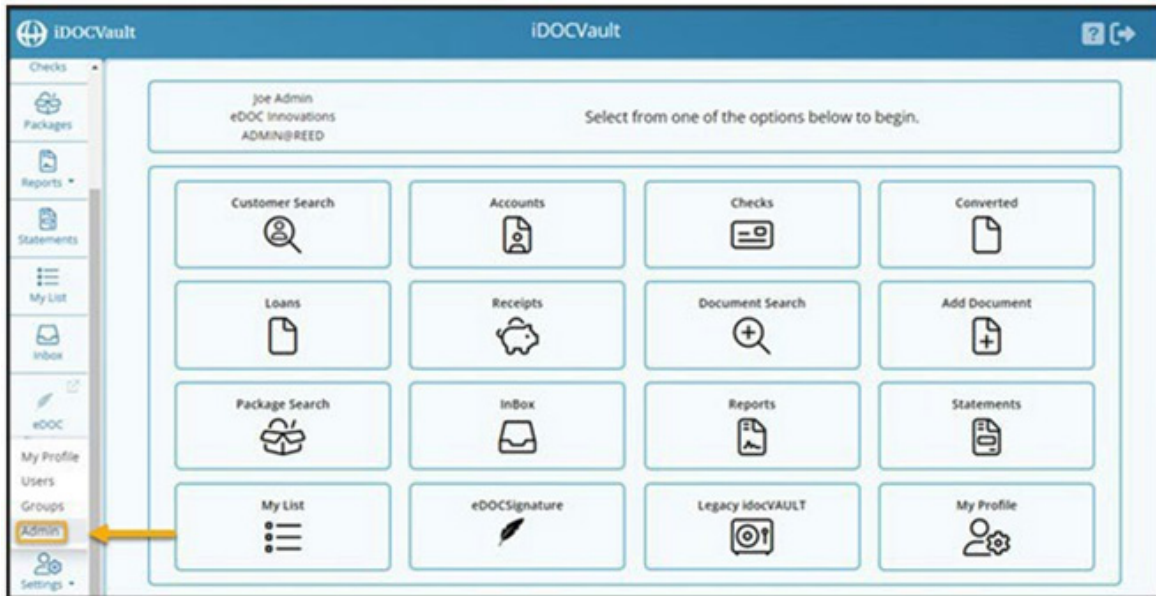 iDOCVault
iDOCVault
?
Checks
Packages
Reports
Statements
My List
Inbox
eDOC
My Profile
Users
Groups
Admin
Settings
Joe Admin
eDOC Innovations
ADMIN@REED
Select from one of the options below to begin.
Customer Search
Accounts
Checks
Converted
Loans
Receipts
Document Search
Add Document
Package Search
InBox
Reports
Statements
My List
eDOCSignature
Legacy idocVAULT
My Profile